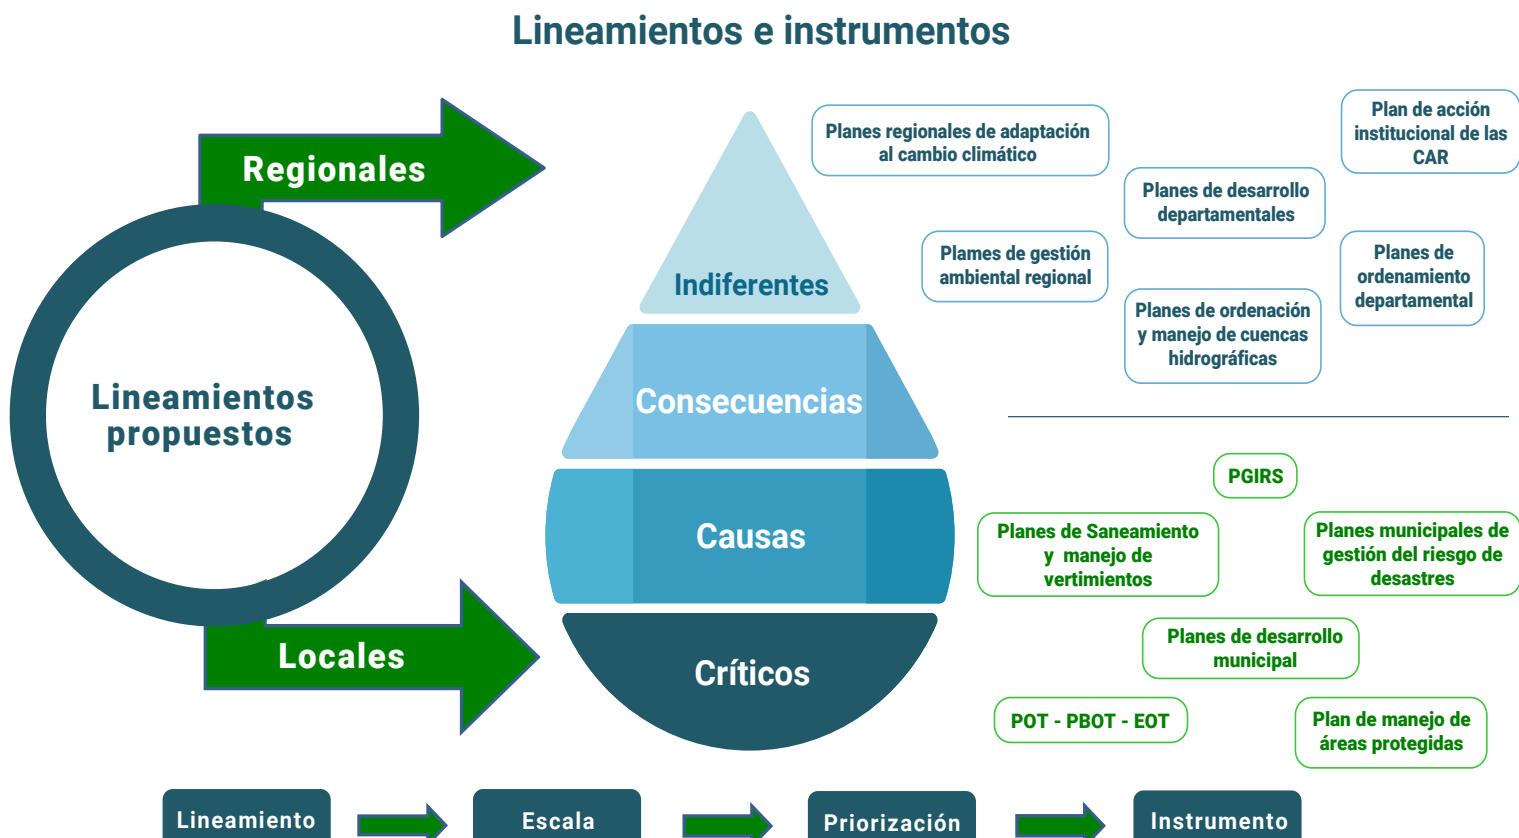 Lineamientos e instrumentos
Regionales
Lineamientos
propuestos
Locales
Indiferentes
Consecuencias
Causas
Críticos
Planes regionales de adaptación
al cambio climático
Plan de acción
institucional de las
CAR
Planes de desarrollo
departamentales
Plames de gestión
ambiental regional
Planes de
ordenamiento
departamental
Planes de ordenación
y manejo de cuencas
hidrográficas
PGIRS
Planes de Saneamiento
y manejo de
vertimientos
Planes municipales de
gestión del riesgo de
desastres
Planes de desarrollo
municipal
POT - PBOT - EOT
Plan de manejo de
áreas protegidas
Lineamiento
Escala
Priorización
Instrumento